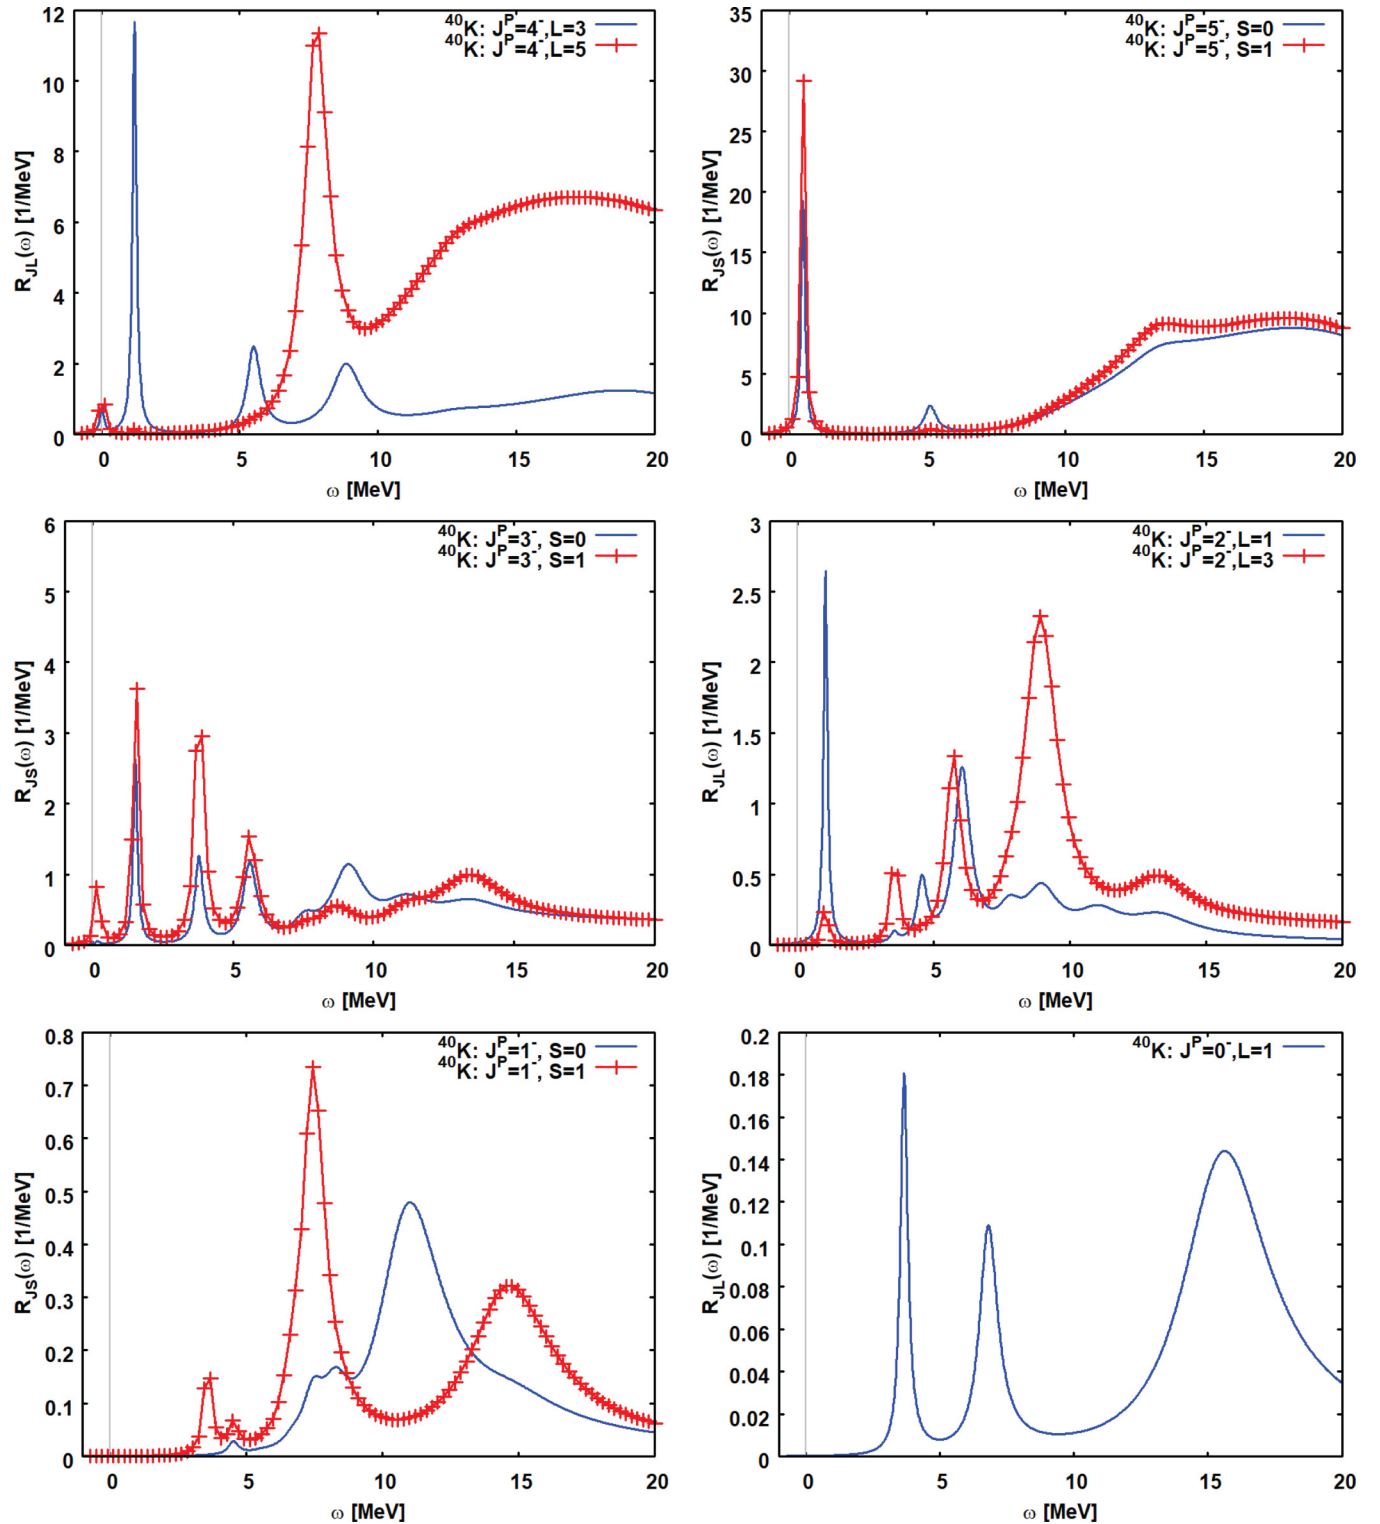 ⁴⁰K: Jᴾ=4⁻,L=3
⁴⁰K: Jᴾ=4⁻,L=5
R_JL(ω) [1/MeV]
12
10
8
6
4
2
0
0 5 10 15 20
ω [MeV]
⁴⁰K: Jᴾ=5⁻, S=0
⁴⁰K: Jᴾ=5⁻, S=1
R_JS(ω) [1/MeV]
35
30
25
20
15
10
5
0
0 5 10 15 20
ω [MeV]
⁴⁰K: Jᴾ=3⁻, S=0
⁴⁰K: Jᴾ=3⁻, S=1
R_JS(ω) [1/MeV]
6
5
4
3
2
1
0
0 5 10 15 20
ω [MeV]
⁴⁰K: Jᴾ=2⁻,L=1
⁴⁰K: Jᴾ=2⁻,L=3
R_JL(ω) [1/MeV]
3
2.5
2
1.5
1
0.5
0
0 5 10 15 20
ω [MeV]
⁴⁰K: Jᴾ=1⁻, S=0
⁴⁰K: Jᴾ=1⁻, S=1
R_JS(ω) [1/MeV]
0.8
0.7
0.6
0.5
0.4
0.3
0.2
0.1
0
0 5 10 15 20
ω [MeV]
⁴⁰K: Jᴾ=0⁻,L=1
R_JL(ω) [1/MeV]
0.2
0.18
0.16
0.14
0.12
0.1
0.08
0.06
0.04
0.02
0
0 5 10 15 20
ω [MeV]